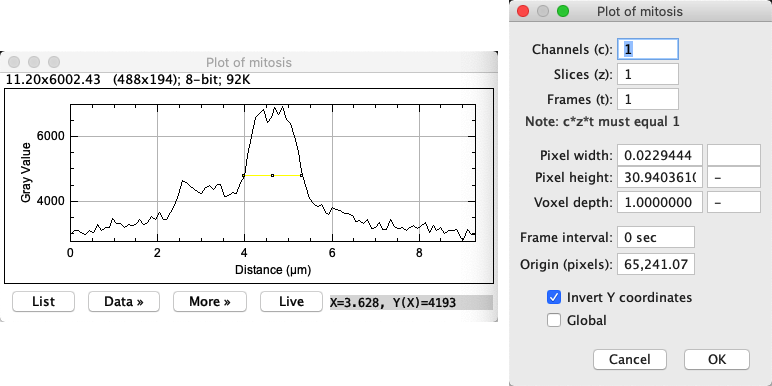 Plot of mitosis
11.20x6002.43 (488x194); 8-bit; 92K
6000
4000
Gray Value
0 2 4 6 8
Distance (µm)
List Data » More » Live X=3.628, Y(X)=4193
Plot of mitosis
Channels (c): 1
Slices (z): 1
Frames (t): 1
Note: c*z*t must equal 1
Pixel width: 0.0229444
Pixel height: 30.9403610 –
Voxel depth: 1.0000000 –
Frame interval: 0 sec
Origin (pixels): 65,241.07
Invert Y coordinates
Global
Cancel OK